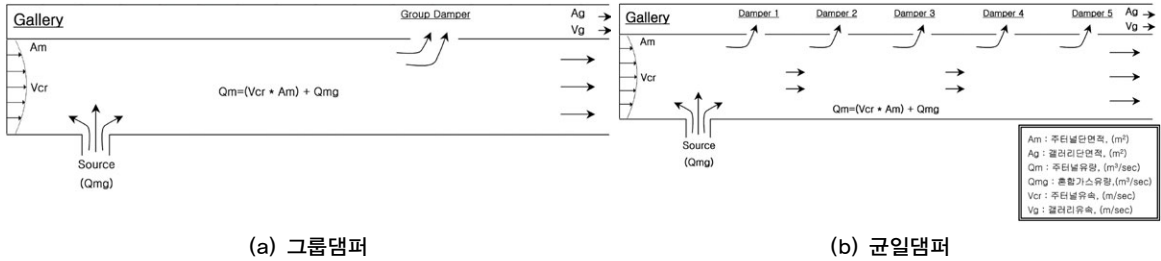 Gallery
Group Damper
Ag
Vg
Am
Vcr
Qm=(Vcr * Am) + Qmg
Source
(Qmg)
(a) 그룹댐퍼
Gallery
Damper 1
Damper 2
Damper 3
Damper 4
Damper 5
Ag
Vg
Am
Vcr
Qm=(Vcr * Am) + Qmg
Source
(Qmg)
Am : 주터널단면적, (m²)
Ag : 갤러리단면적, (m²)
Qm : 주터널유량, (m³/sec)
Qmg : 혼합가스유량,(m³/sec)
Vcr : 주터널유속, (m/sec)
Vg : 갤러리유속, (m/sec)
(b) 균일댐퍼